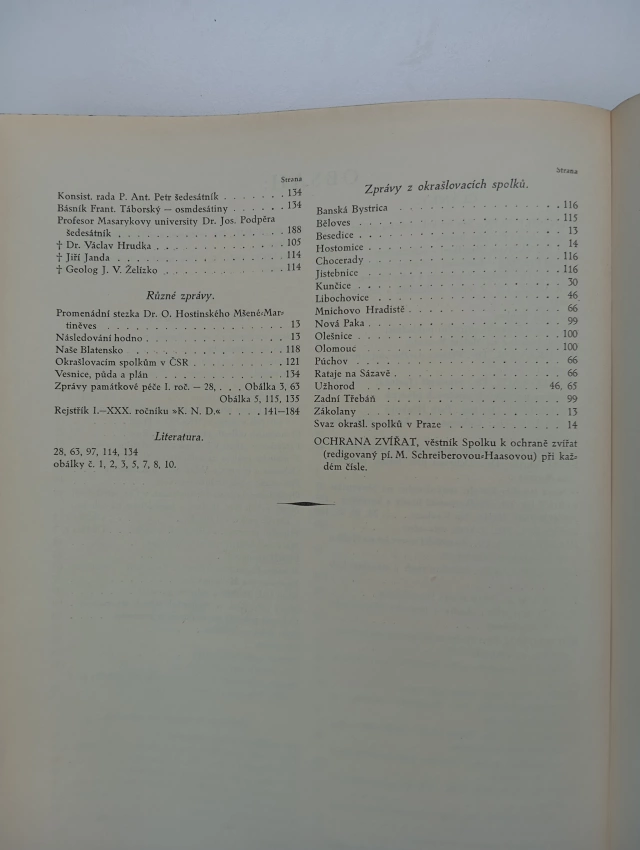 Strana
Konsist. rada P. Ant. Petr šedesátník . . . . . . . 134
Básník Frant. Táborský — osmdesátiny . . . . . . 134
Profesor Masarykovy university Dr. Jos. Podpěra
šedesátník . . . . . . . . . . . . . . . . 188
† Dr. Václav Hrudka . . . . . . . . . . . . . 105
† Jiří Janda . . . . . . . . . . . . . . . . 114
† Geolog J. V. Želízko . . . . . . . . . . . . 114
Různé zprávy.
Promenádní stezka Dr. O. Hostinského Mšené-Mar-
tiněves . . . . . . . . . . . . . . . . . 13
Následování hodno . . . . . . . . . . . . . . 13
Naše Blatensko . . . . . . . . . . . . . . . 118
Okrašlovacím spolkům v ČSR . . . . . . . . . . 121
Vesnice, půda a plán . . . . . . . . . . . . . 134
Zprávy památkové péče I. roč. — 28, . . . Obálka 3, 63
Obálka 5, 115, 135
Rejstřík I.—XXX. ročníku »K. N. D.« . . . . 141—184
Literatura.
28, 63, 97, 114, 134
obálky č. 1, 2, 3, 5, 7, 8, 10.
Strana
Zprávy z okrašlovacích spolků.
Banská Bystrica . . . . . . . . . . . . . . . 116
Běloves . . . . . . . . . . . . . . . . . . 115
Besedice . . . . . . . . . . . . . . . . . . 13
Hostomice . . . . . . . . . . . . . . . . . 14
Chocerady . . . . . . . . . . . . . . . . . 116
Jistebnice . . . . . . . . . . . . . . . . . 116
Kunčice . . . . . . . . . . . . . . . . . . 30
Libochovice . . . . . . . . . . . . . . . . 46
Mnichovo Hradiště . . . . . . . . . . . . . . 66
Nová Paka . . . . . . . . . . . . . . . . . 99
Olešnice . . . . . . . . . . . . . . . . . . 100
Olomouc . . . . . . . . . . . . . . . . . . 100
Púchov . . . . . . . . . . . . . . . . . . 66
Rataje na Sázavě . . . . . . . . . . . . . . . 66
Užhorod . . . . . . . . . . . . . . . . 46, 65
Zadní Třebáň . . . . . . . . . . . . . . . . 99
Zákolany . . . . . . . . . . . . . . . . . . 13
Svaz okrašl. spolků v Praze . . . . . . . . . . 14
OCHRANA ZVÍŘAT, věstník Spolku k ochraně zvířat
(redigovaný pí. M. Schreiberovou-Haasovou) při kaž-
dém čísle.